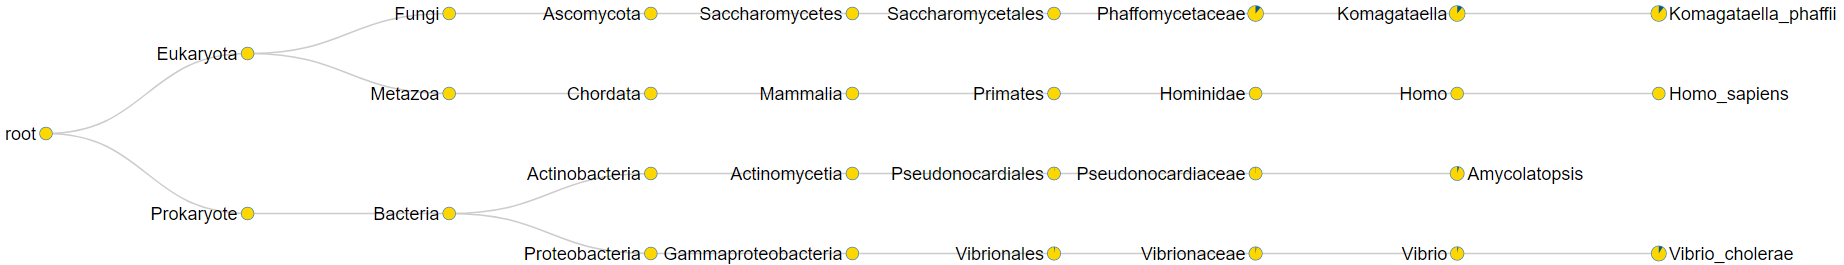 Fungi Ascomycota Saccharomycetes Saccharomycetales Phaffomycetaceae Komagataella Komagataella_phaffii
Eukaryota
Metazoa Chordata Mammalia Primates Hominidae Homo Homo_sapiens
root
Actinobacteria Actinomycetia Pseudonocardiales Pseudonocardiaceae Amycolatopsis
Prokaryote Bacteria
Proteobacteria Gammaproteobacteria Vibrionales Vibrionaceae Vibrio Vibrio_cholerae